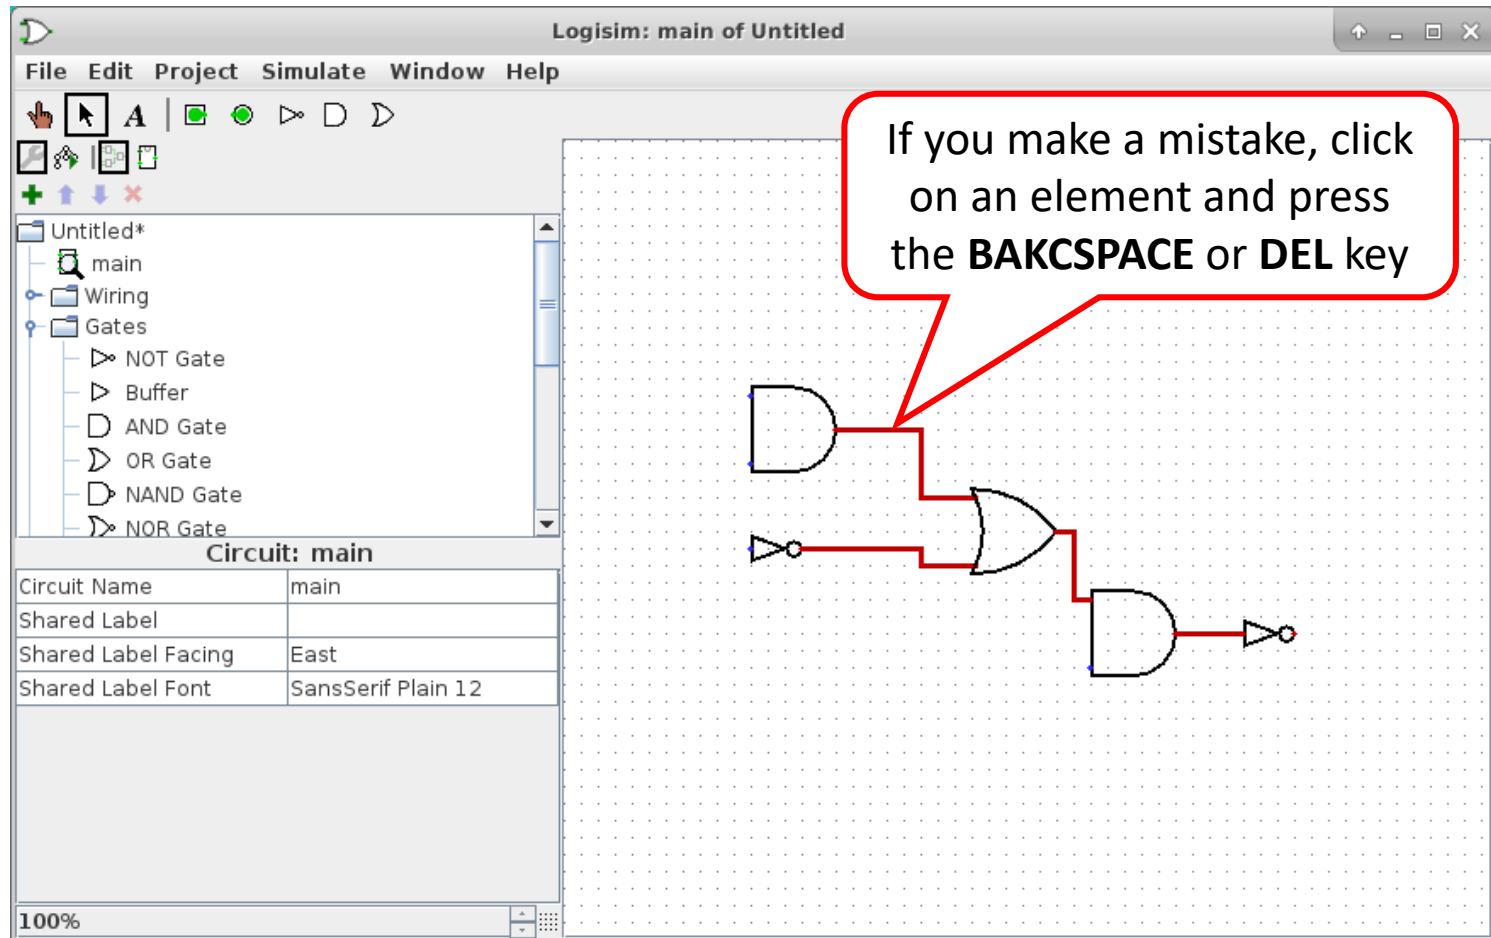 Logisim: main of Untitled
File Edit Project Simulate Window Help
A
If you make a mistake, click
on an element and press
the BAKCSPACE or DEL key
Untitled*
main
Wiring
Gates
NOT Gate
Buffer
AND Gate
OR Gate
NAND Gate
NOR Gate
Circuit: main
Circuit Name main
Shared Label
Shared Label Facing East
Shared Label Font SansSerif Plain 12
100%